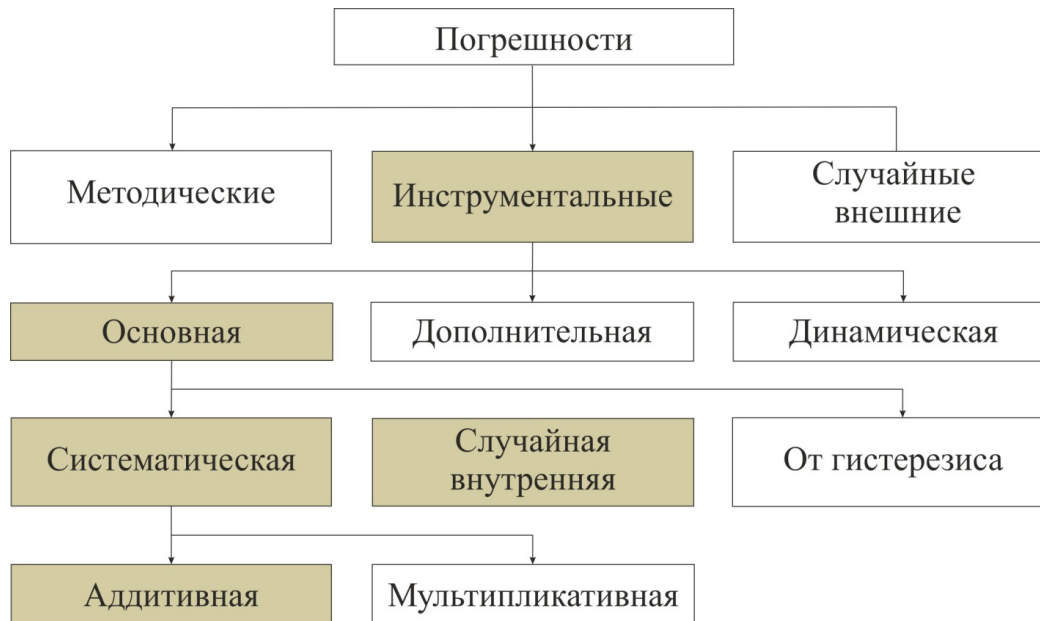 Погрешности
Методические
Инструментальные
Случайные
внешние
Основная
Дополнительная
Динамическая
Систематическая
Случайная
внутренняя
От гистерезиса
Аддитивная
Мультипликативная